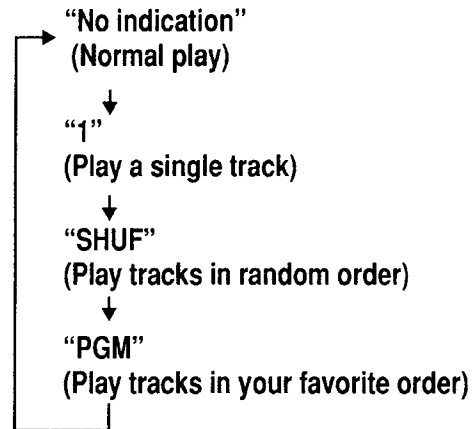 “No indication”
(Normal play)
“1”
(Play a single track)
“SHUF”
(Play tracks in random order)
“PGM”
(Play tracks in your favorite order)